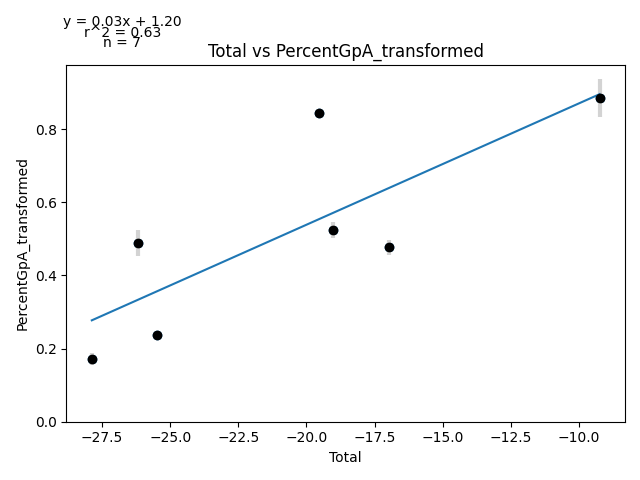 y = 0.03x + 1.20
r^2 = 0.63
n = 7
Total vs PercentGpA_transformed
PercentGpA_transformed
0.8
0.6
0.4
0.2
0.0
−27.5 −25.0 −22.5 −20.0 −17.5 −15.0 −12.5 −10.0
Total